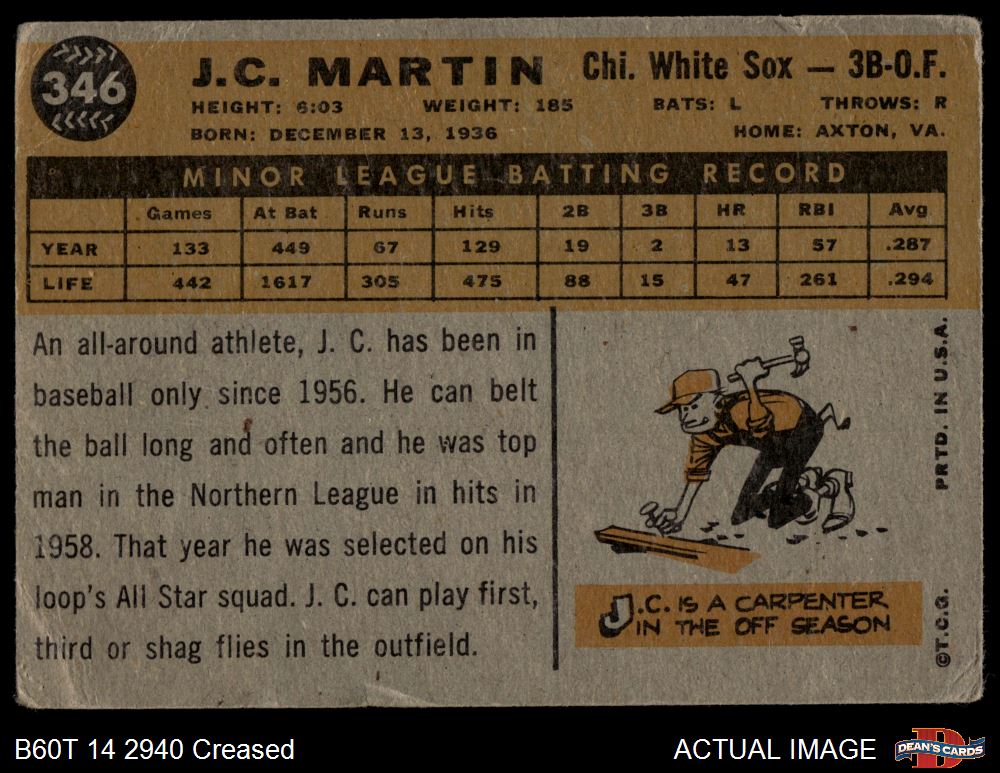 346
J.C. MARTIN Chi. White Sox — 3B-O.F.
HEIGHT: 6:03 WEIGHT: 185 BATS: L THROWS: R
BORN: DECEMBER 13, 1936 HOME: AXTON, VA.
MINOR LEAGUE BATTING RECORD
Games At Bat Runs Hits 2B 3B HR RBI Avg
YEAR 133 449 67 129 19 2 13 57 .287
LIFE 442 1617 305 475 88 15 47 261 .294
An all-around athlete, J. C. has been in
baseball only since 1956. He can belt
the ball long and often and he was top
man in the Northern League in hits in
1958. That year he was selected on his
loop's All Star squad. J. C. can play first,
third or shag flies in the outfield.
J.C. IS A CARPENTER
IN THE OFF SEASON
PRTD. IN U.S.A.
©T.C.G.
B60T 14 2940 Creased
ACTUAL IMAGE
DEAN'S CARDS